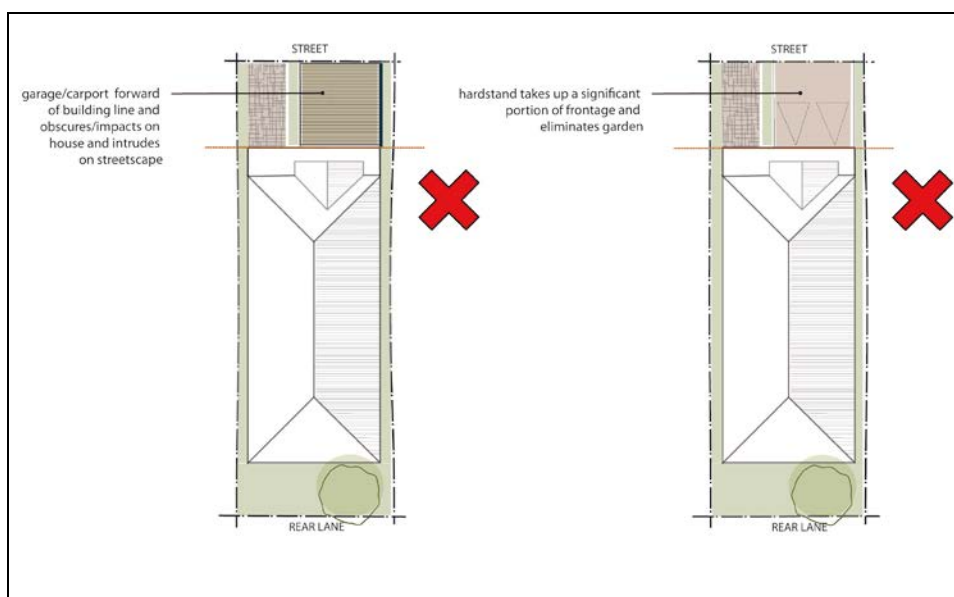 STREET
garage/carport forward
of building line and
obscures/impacts on
house and intrudes
on streetscape
REAR LANE
STREET
hardstand takes up a significant
portion of frontage and
eliminates garden
REAR LANE